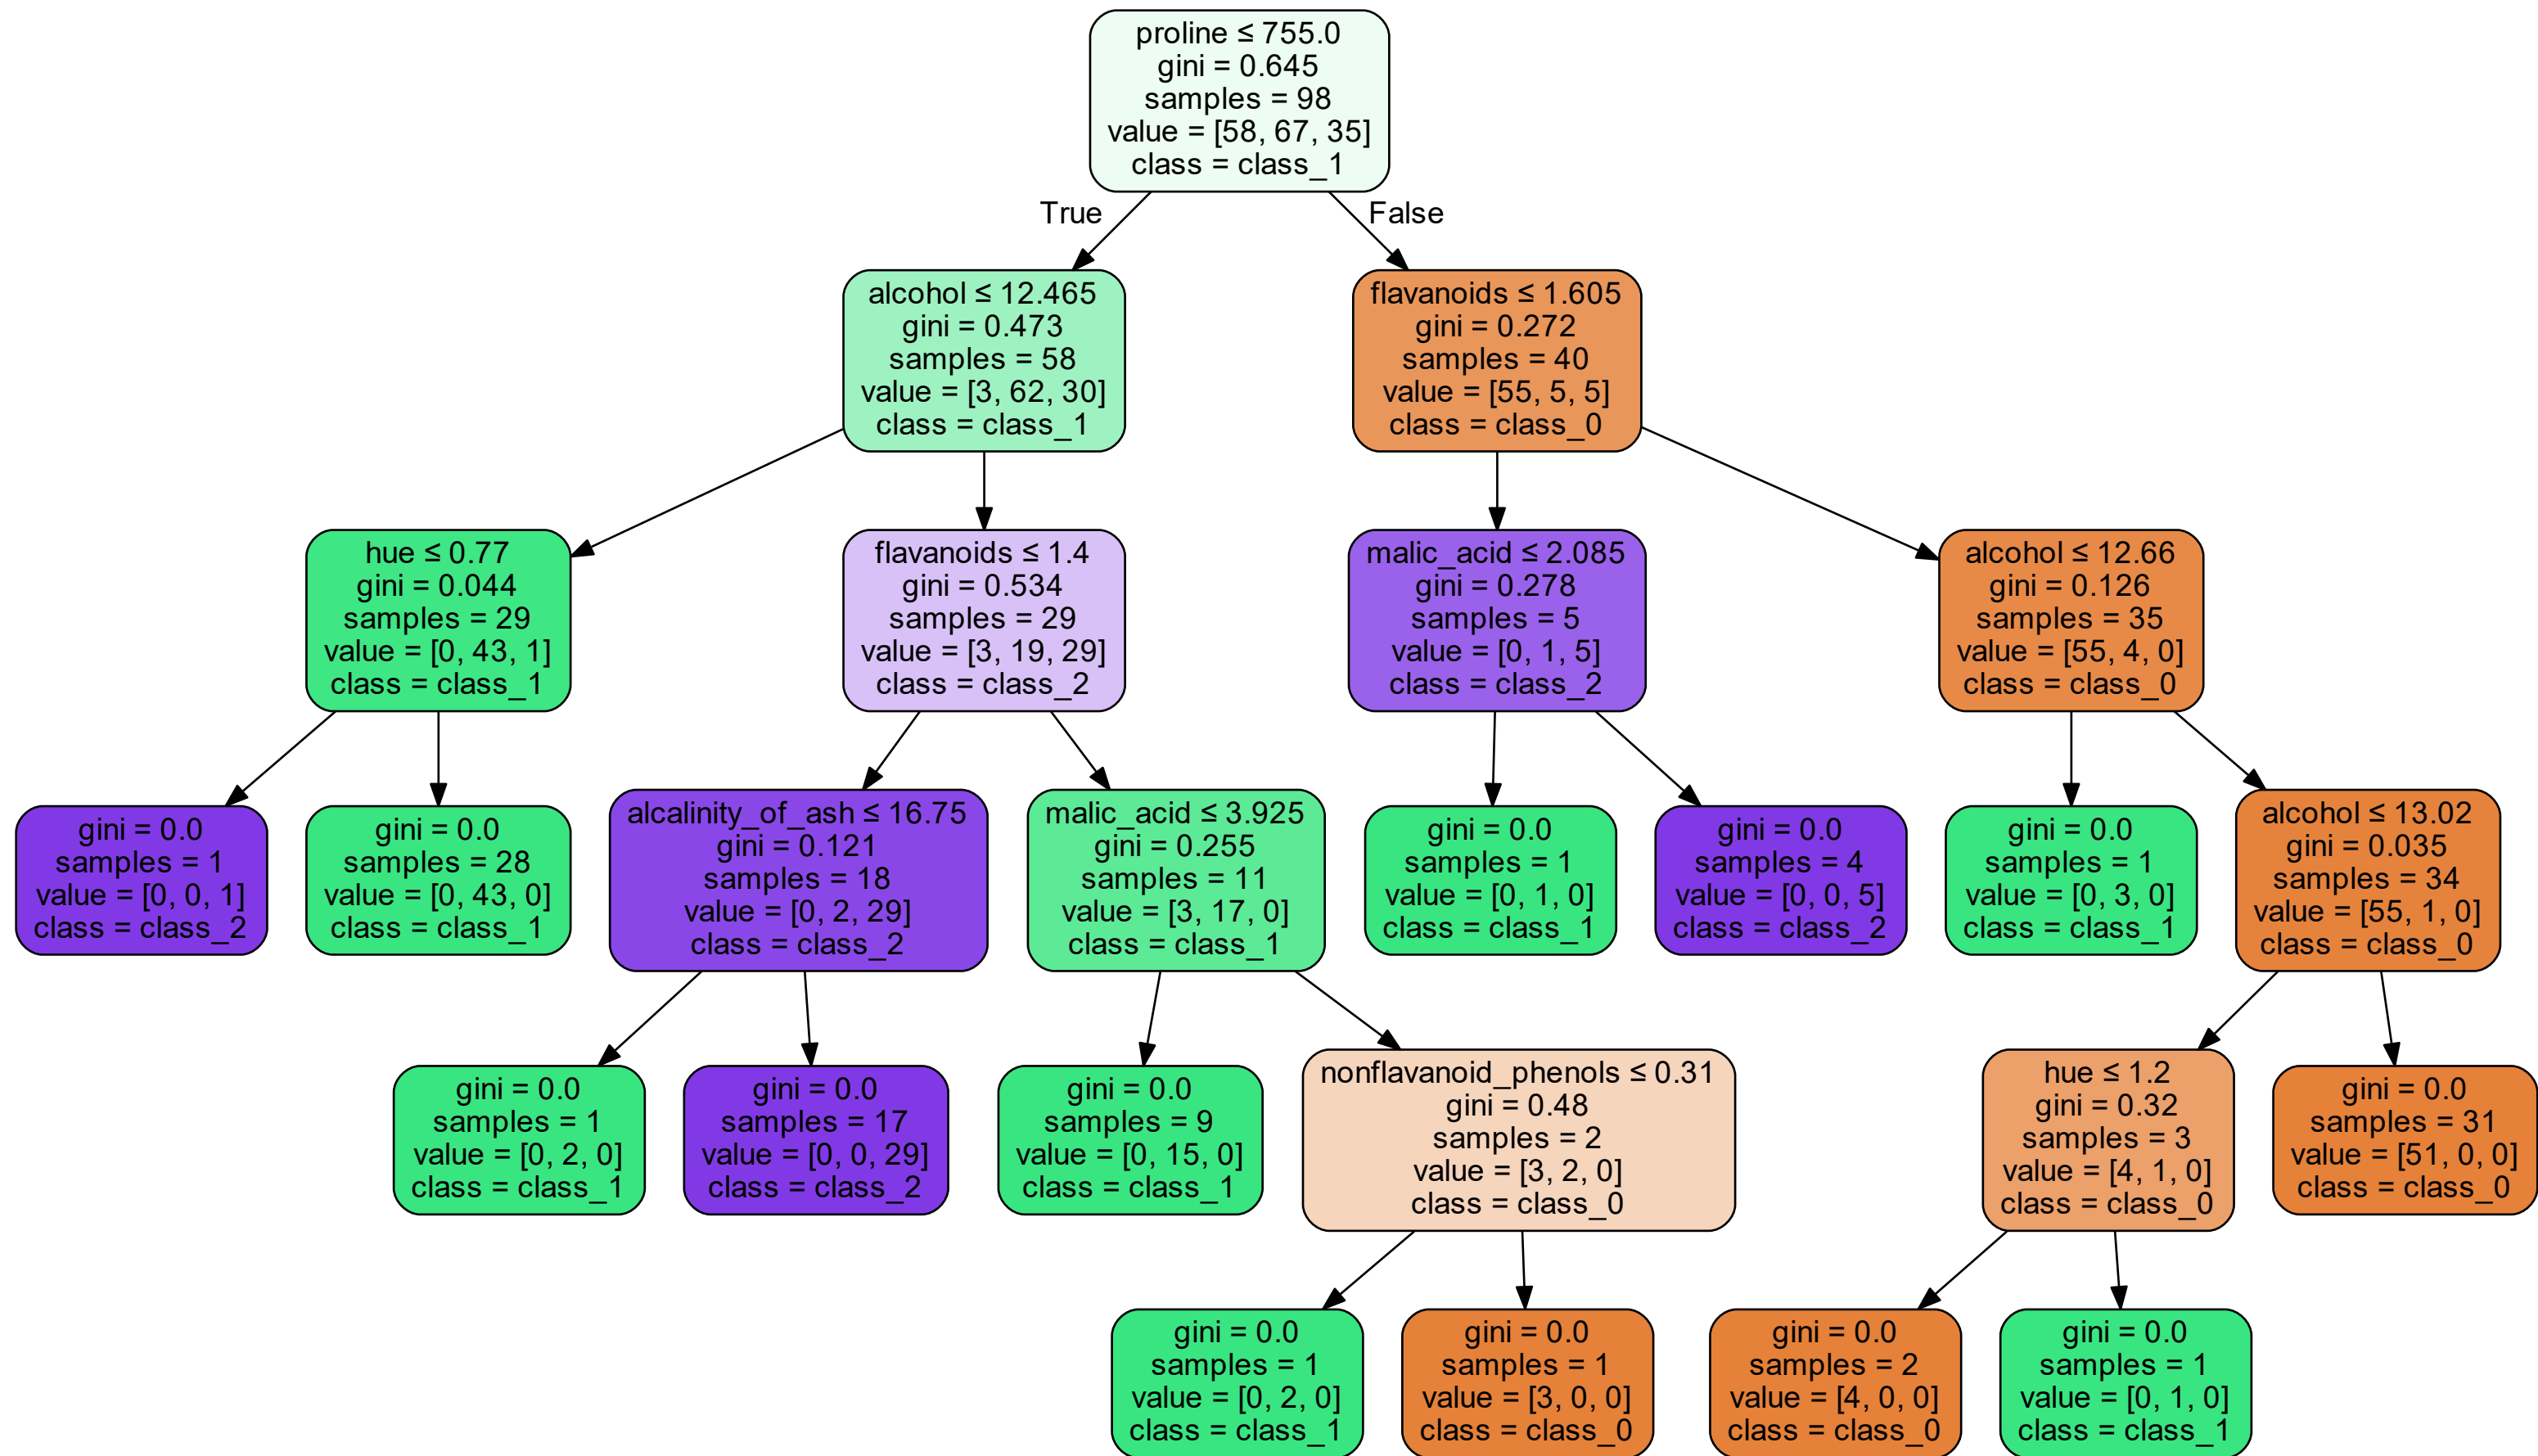 proline ≤ 755.0
gini = 0.645
samples = 98
value = [58, 67, 35]
class = class_1
True
False
alcohol ≤ 12.465
gini = 0.473
samples = 58
value = [3, 62, 30]
class = class_1
flavanoids ≤ 1.605
gini = 0.272
samples = 40
value = [55, 5, 5]
class = class_0
hue ≤ 0.77
gini = 0.044
samples = 29
value = [0, 43, 1]
class = class_1
flavanoids ≤ 1.4
gini = 0.534
samples = 29
value = [3, 19, 29]
class = class_2
malic_acid ≤ 2.085
gini = 0.278
samples = 5
value = [0, 1, 5]
class = class_2
alcohol ≤ 12.66
gini = 0.126
samples = 35
value = [55, 4, 0]
class = class_0
gini = 0.0
samples = 1
value = [0, 0, 1]
class = class_2
gini = 0.0
samples = 28
value = [0, 43, 0]
class = class_1
alcalinity_of_ash ≤ 16.75
gini = 0.121
samples = 18
value = [0, 2, 29]
class = class_2
malic_acid ≤ 3.925
gini = 0.255
samples = 11
value = [3, 17, 0]
class = class_1
gini = 0.0
samples = 1
value = [0, 1, 0]
class = class_1
gini = 0.0
samples = 4
value = [0, 0, 5]
class = class_2
gini = 0.0
samples = 1
value = [0, 3, 0]
class = class_1
alcohol ≤ 13.02
gini = 0.035
samples = 34
value = [55, 1, 0]
class = class_0
gini = 0.0
samples = 1
value = [0, 2, 0]
class = class_1
gini = 0.0
samples = 17
value = [0, 0, 29]
class = class_2
gini = 0.0
samples = 9
value = [0, 15, 0]
class = class_1
nonflavanoid_phenols ≤ 0.31
gini = 0.48
samples = 2
value = [3, 2, 0]
class = class_0
hue ≤ 1.2
gini = 0.32
samples = 3
value = [4, 1, 0]
class = class_0
gini = 0.0
samples = 31
value = [51, 0, 0]
class = class_0
gini = 0.0
samples = 1
value = [0, 2, 0]
class = class_1
gini = 0.0
samples = 1
value = [3, 0, 0]
class = class_0
gini = 0.0
samples = 2
value = [4, 0, 0]
class = class_0
gini = 0.0
samples = 1
value = [0, 1, 0]
class = class_1